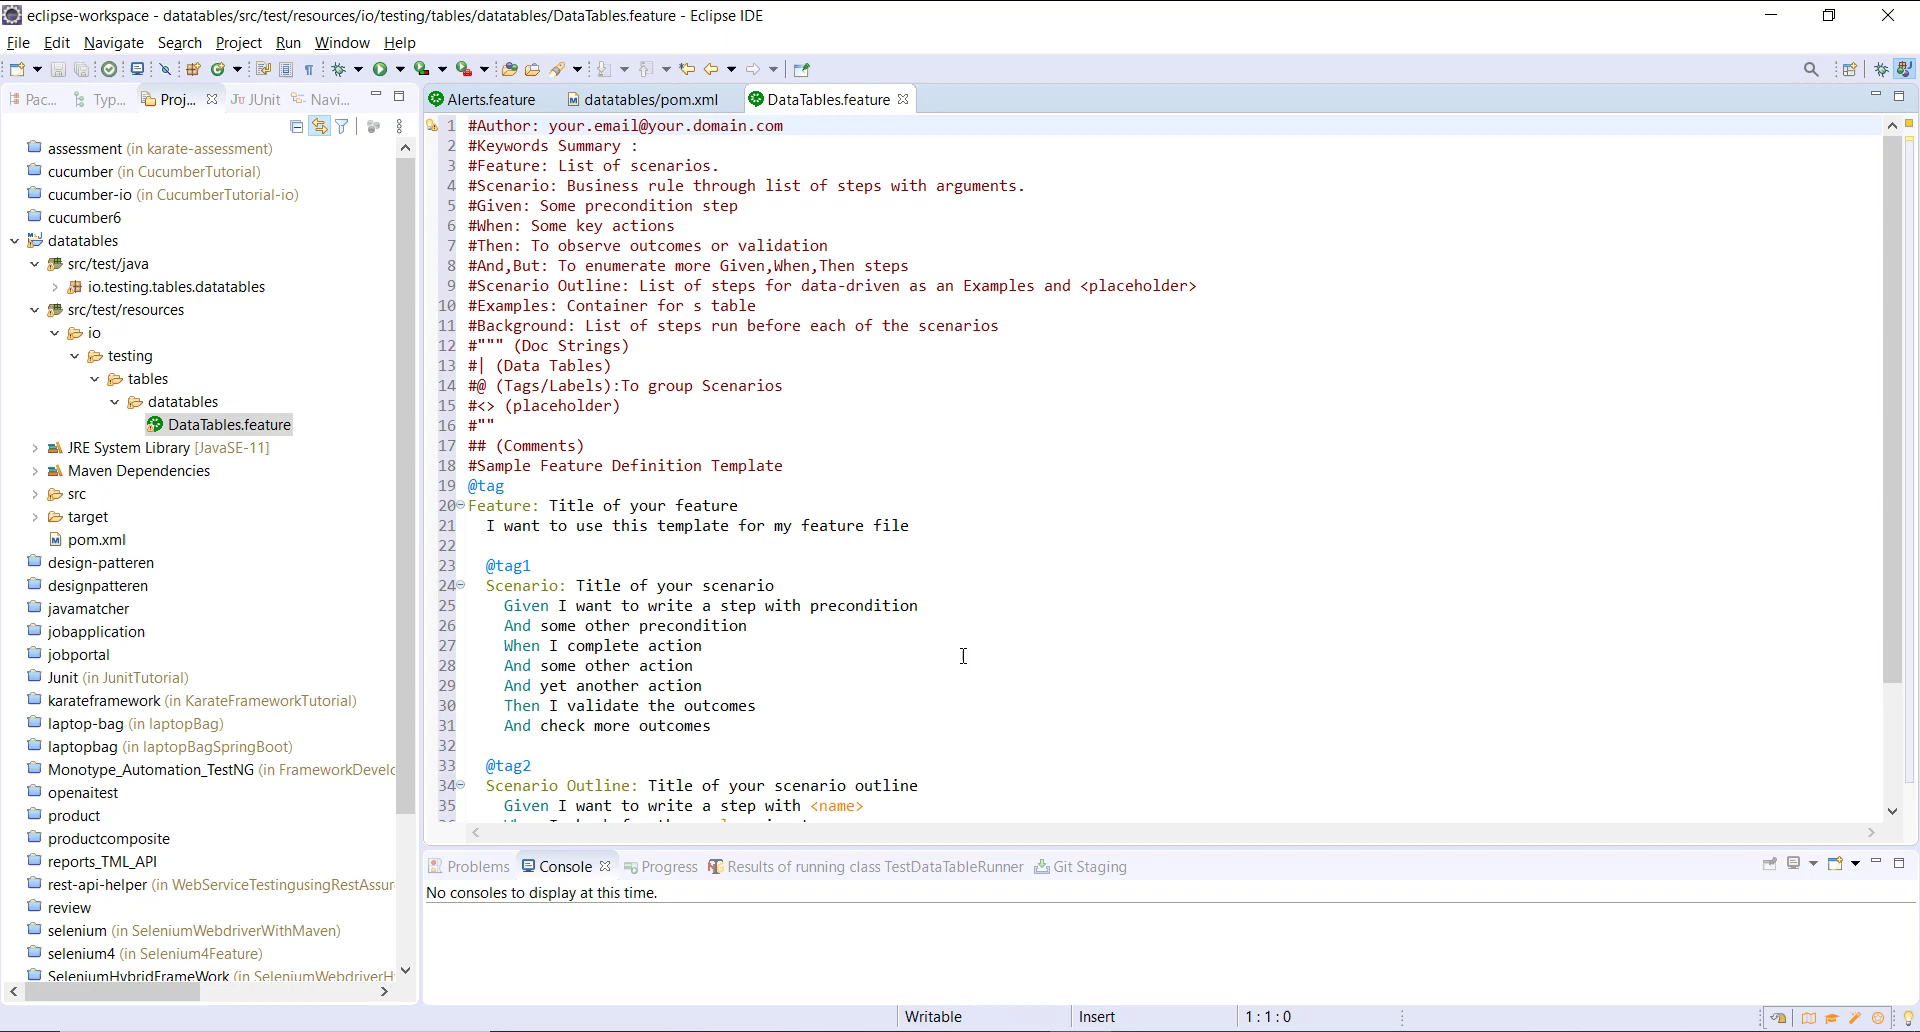 eclipse-workspace - datatables/src/test/resources/io/testing/tables/datatables/DataTables.feature - Eclipse IDE
File Edit Navigate Search Project Run Window Help
Pac... Typ... Proj... JUnit Navi...
Alerts.feature datatables/pom.xml DataTables.feature
assessment (in karate-assessment)
cucumber (in CucumberTutorial)
cucumber-io (in CucumberTutorial-io)
cucumber6
datatables
src/test/java
io.testing.tables.datatables
src/test/resources
io
testing
tables
datatables
DataTables.feature
JRE System Library [JavaSE-11]
Maven Dependencies
src
target
pom.xml
design-patteren
designpatteren
javamatcher
jobapplication
jobportal
Junit (in JunitTutorial)
karateframework (in KarateFrameworkTutorial)
laptop-bag (in laptopBag)
laptopbag (in laptopBagSpringBoot)
Monotype_Automation_TestNG (in FrameworkDevelo
openaitest
product
productcomposite
reports_TML_API
rest-api-helper (in WebServiceTestingusingRestAssur
review
selenium (in SeleniumWebdriverWithMaven)
selenium4 (in Selenium4Feature)
SeleniumHybridFrameWork (in SeleniumWebdriverH
1 #Author: your.email@your.domain.com
2 #Keywords Summary :
3 #Feature: List of scenarios.
4 #Scenario: Business rule through list of steps with arguments.
5 #Given: Some precondition step
6 #When: Some key actions
7 #Then: To observe outcomes or validation
8 #And,But: To enumerate more Given,When,Then steps
9 #Scenario Outline: List of steps for data-driven as an Examples and <placeholder>
10 #Examples: Container for s table
11 #Background: List of steps run before each of the scenarios
12 #""" (Doc Strings)
13 #| (Data Tables)
14 #@ (Tags/Labels):To group Scenarios
15 #<> (placeholder)
16 #""
17 ## (Comments)
18 #Sample Feature Definition Template
19 @tag
20 Feature: Title of your feature
21 I want to use this template for my feature file
22
23 @tag1
24 Scenario: Title of your scenario
25 Given I want to write a step with precondition
26 And some other precondition
27 When I complete action
28 And some other action
29 And yet another action
30 Then I validate the outcomes
31 And check more outcomes
32
33 @tag2
34 Scenario Outline: Title of your scenario outline
35 Given I want to write a step with <name>
Problems Console Progress Results of running class TestDataTableRunner Git Staging
No consoles to display at this time.
Writable Insert 1 : 1 : 0